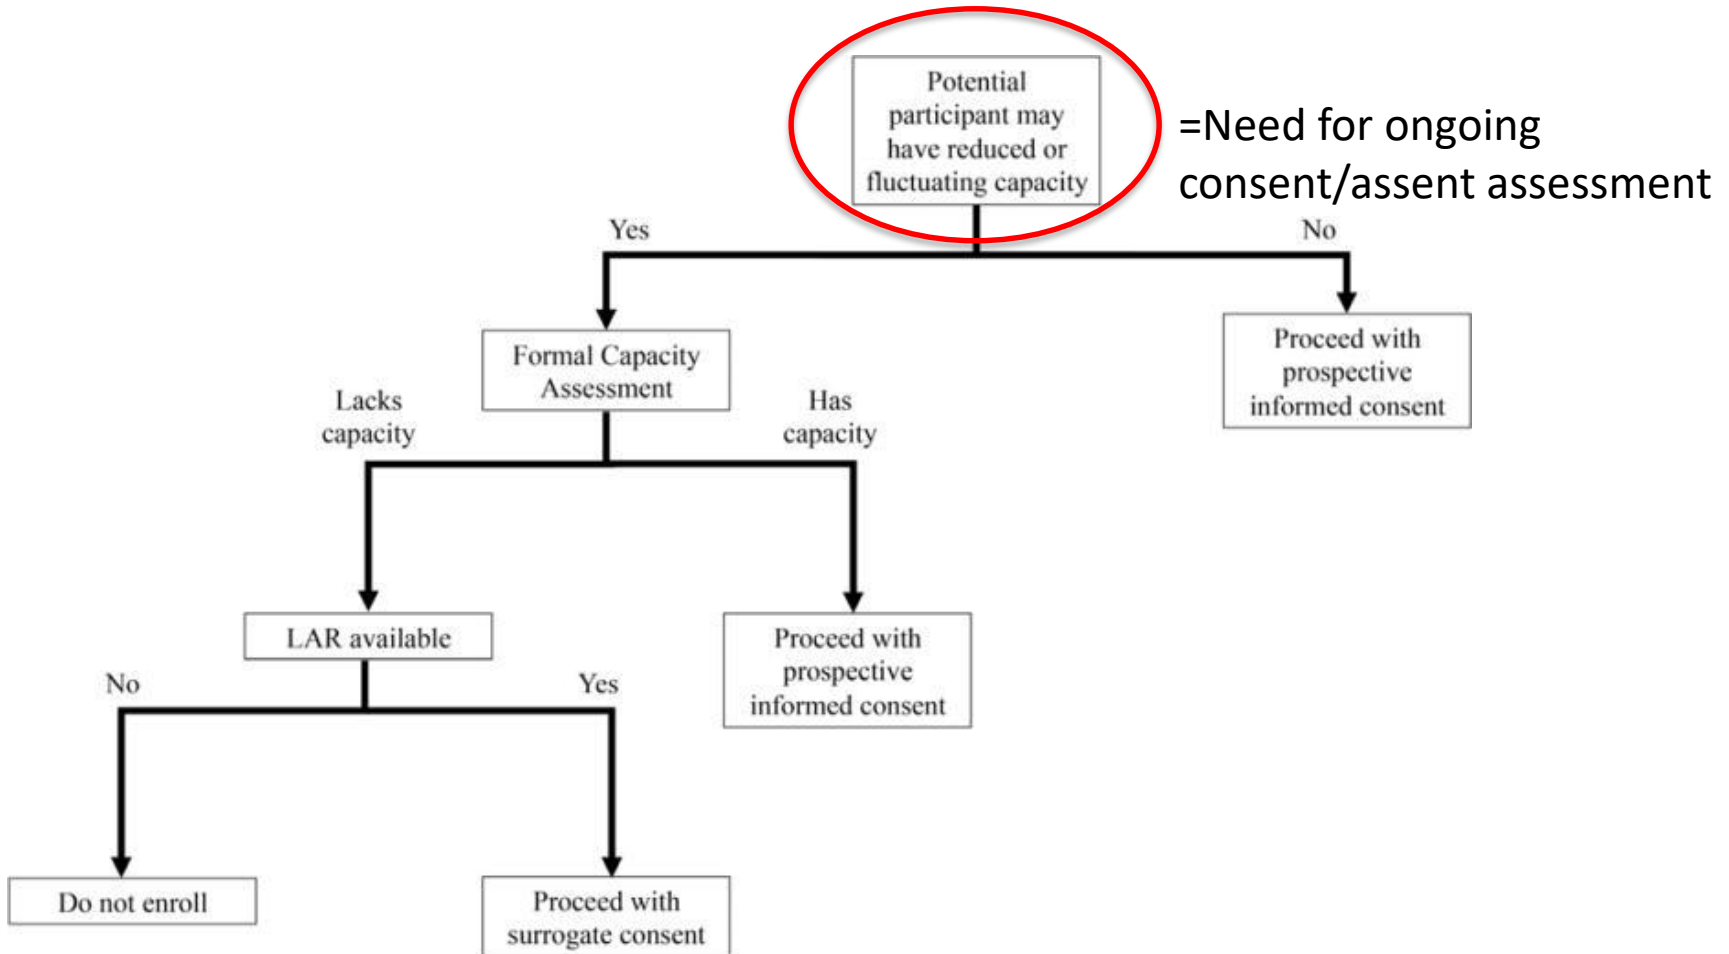 Potential
participant may
have reduced or
fluctuating capacity
=Need for ongoing
consent/assent assessment
Yes
No
Formal Capacity
Assessment
Proceed with
prospective
informed consent
Lacks
capacity
Has
capacity
LAR available
Proceed with
prospective
informed consent
No
Yes
Do not enroll
Proceed with
surrogate consent